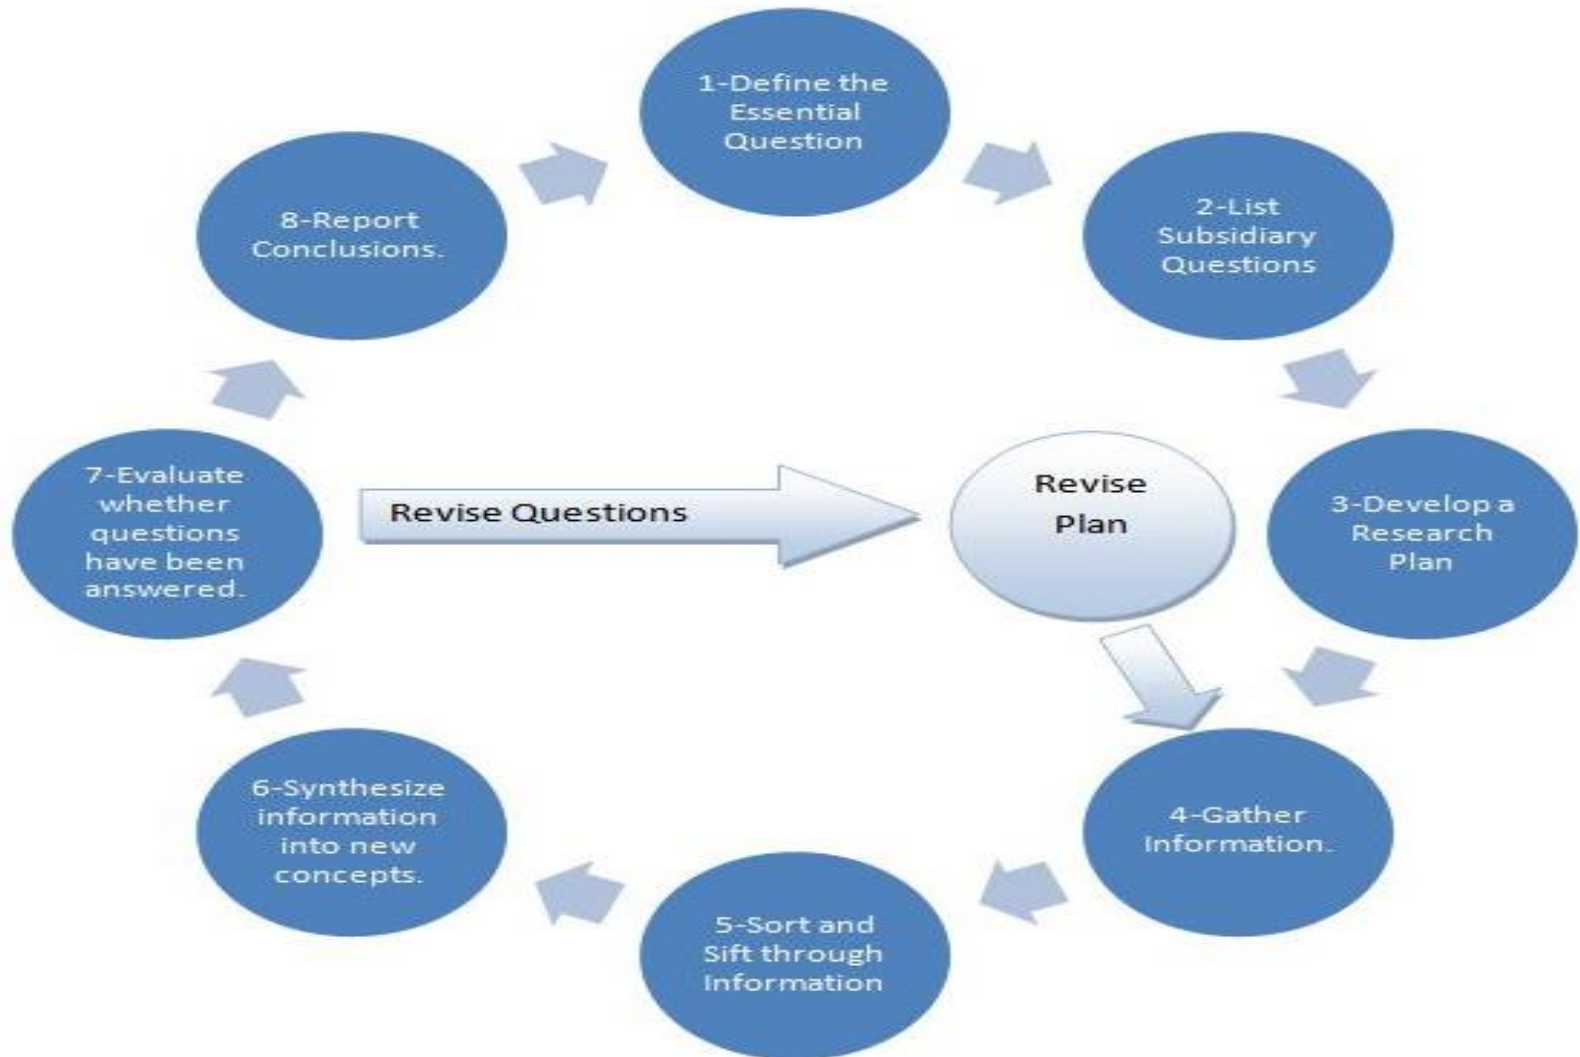 1-Define the
Essential
Question
2-List
Subsidiary
Questions
3-Develop a
Research
Plan
4-Gather
Information.
5-Sort and
Sift through
Information
6-Synthesize
information
into new
concepts.
7-Evaluate
whether
questions
have been
answered.
8-Report
Conclusions.
Revise Questions
Revise
Plan